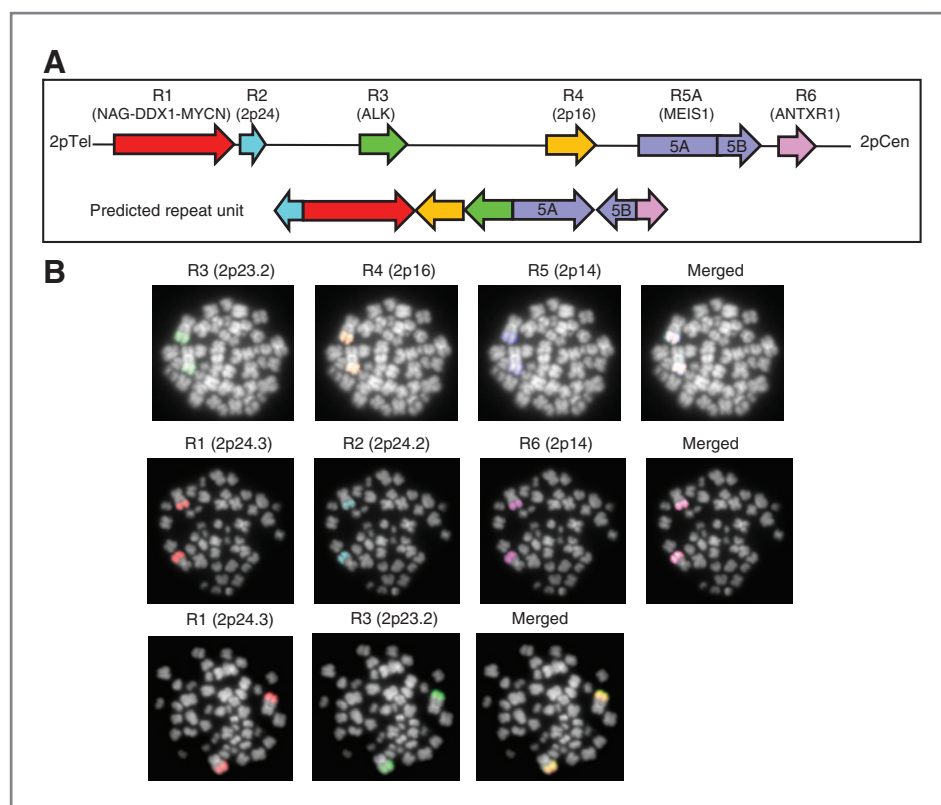 A
R1 R2 R3 R4 R5A R6
(NAG-DDX1-MYCN) (2p24) (ALK) (2p16) (MEIS1) (ANTXR1)
2pTel 5A 5B 2pCen
Predicted repeat unit 5A 5B
B
R3 (2p23.2) R4 (2p16) R5 (2p14) Merged
R1 (2p24.3) R2 (2p24.2) R6 (2p14) Merged
R1 (2p24.3) R3 (2p23.2) Merged